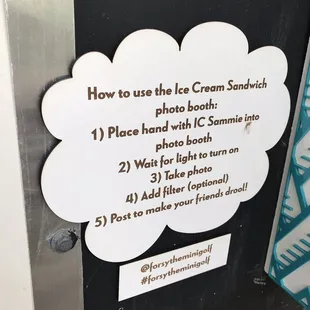 How to use the Ice Cream Sandwich
photo booth:
1) Place hand with IC Sammie into
photo booth
2) Wait for light to turn on
3) Take photo
4) Add filter (optional)
5) Post to make your friends drool!
@forsytheminigolf
#forsytheminigolf